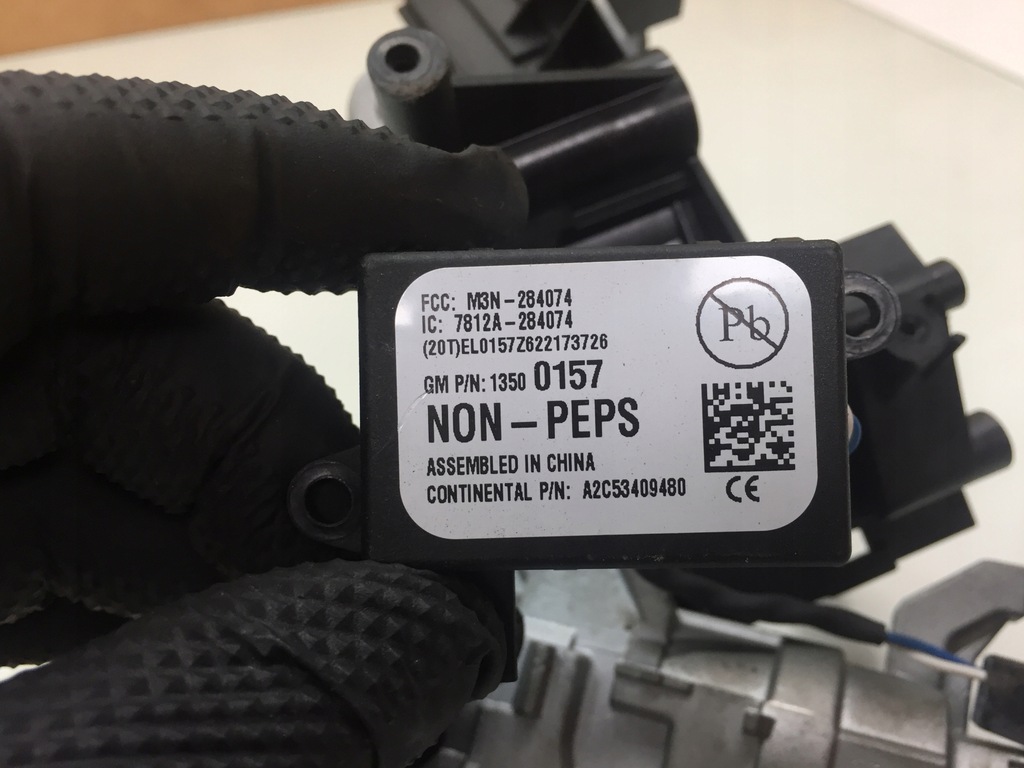 FCC: M3N-284074
IC: 7812A-284074
(20T)EL0157Z622173726
GM P/N: 1350 0157
NON-PEPS
ASSEMBLED IN CHINA
CONTINENTAL P/N: A2C53409480
Pb
CE